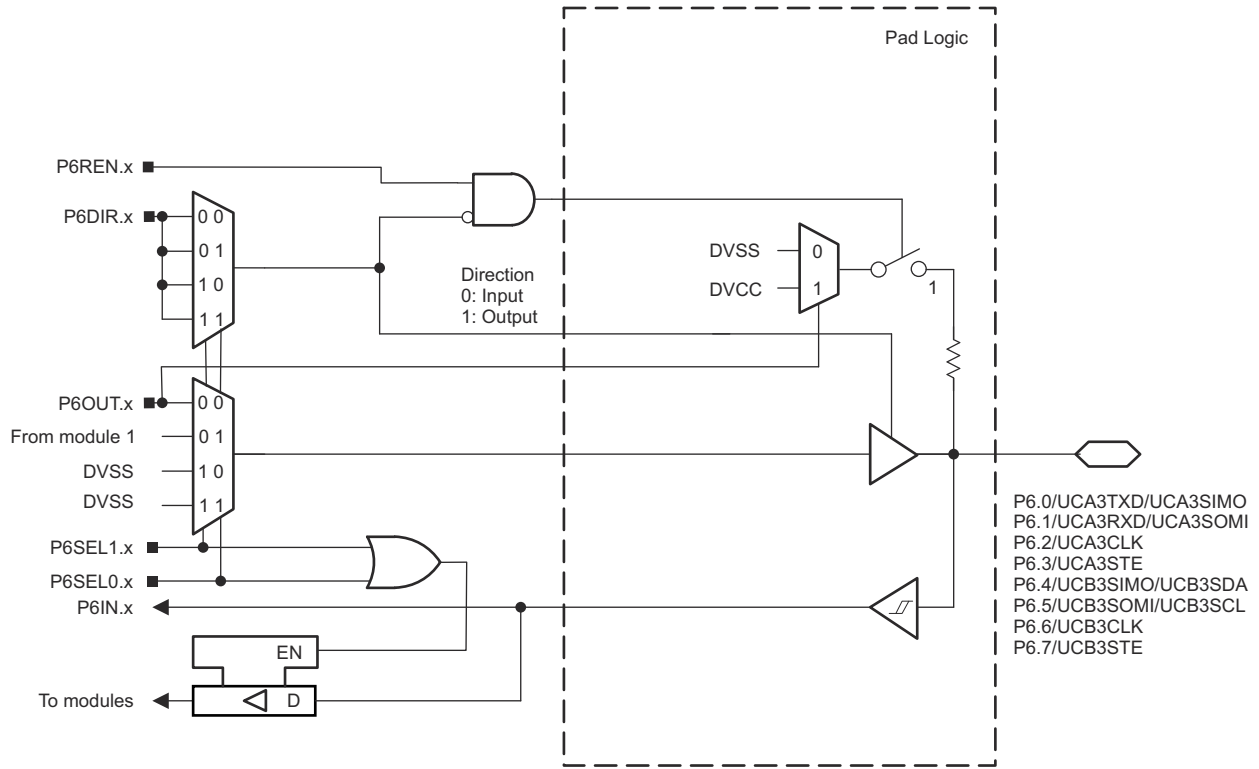 Pad Logic
P6REN.x
P6DIR.x
0 0
0 1
1 0
1 1
Direction
0: Input
1: Output
DVSS
0
DVCC
1
1
P6OUT.x
0 0
From module 1
0 1
DVSS
1 0
DVSS
1 1
P6SEL1.x
P6SEL0.x
P6IN.x
EN
To modules
D
P6.0/UCA3TXD/UCA3SIMO
P6.1/UCA3RXD/UCA3SOMI
P6.2/UCA3CLK
P6.3/UCA3STE
P6.4/UCB3SIMO/UCB3SDA
P6.5/UCB3SOMI/UCB3SCL
P6.6/UCB3CLK
P6.7/UCB3STE